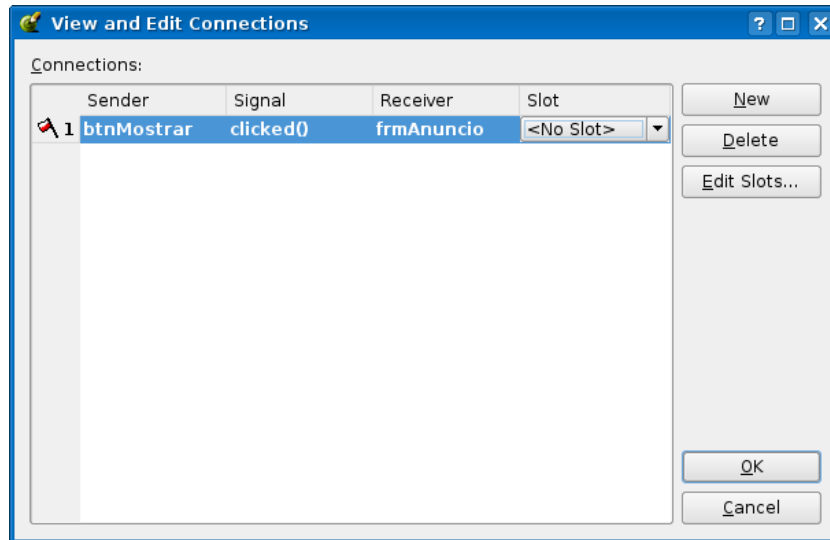 View and Edit Connections
Connections:
Sender Signal Receiver Slot
1 btnMostrar clicked() frmAnuncio <No Slot>
New
Delete
Edit Slots...
OK
Cancel